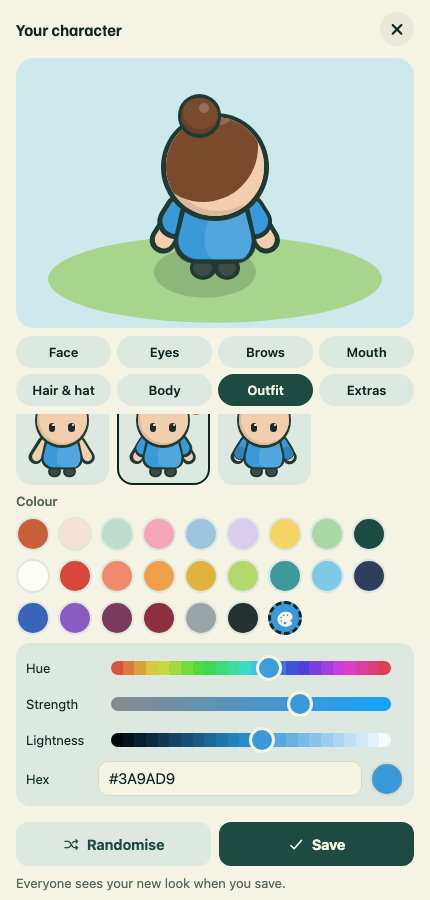 Your character
Face
Eyes
Brows
Mouth
Hair & hat
Body
Outfit
Extras
Colour
Hue
Strength
Lightness
Hex
#3A9AD9
Randomise
Save
Everyone sees your new look when you save.